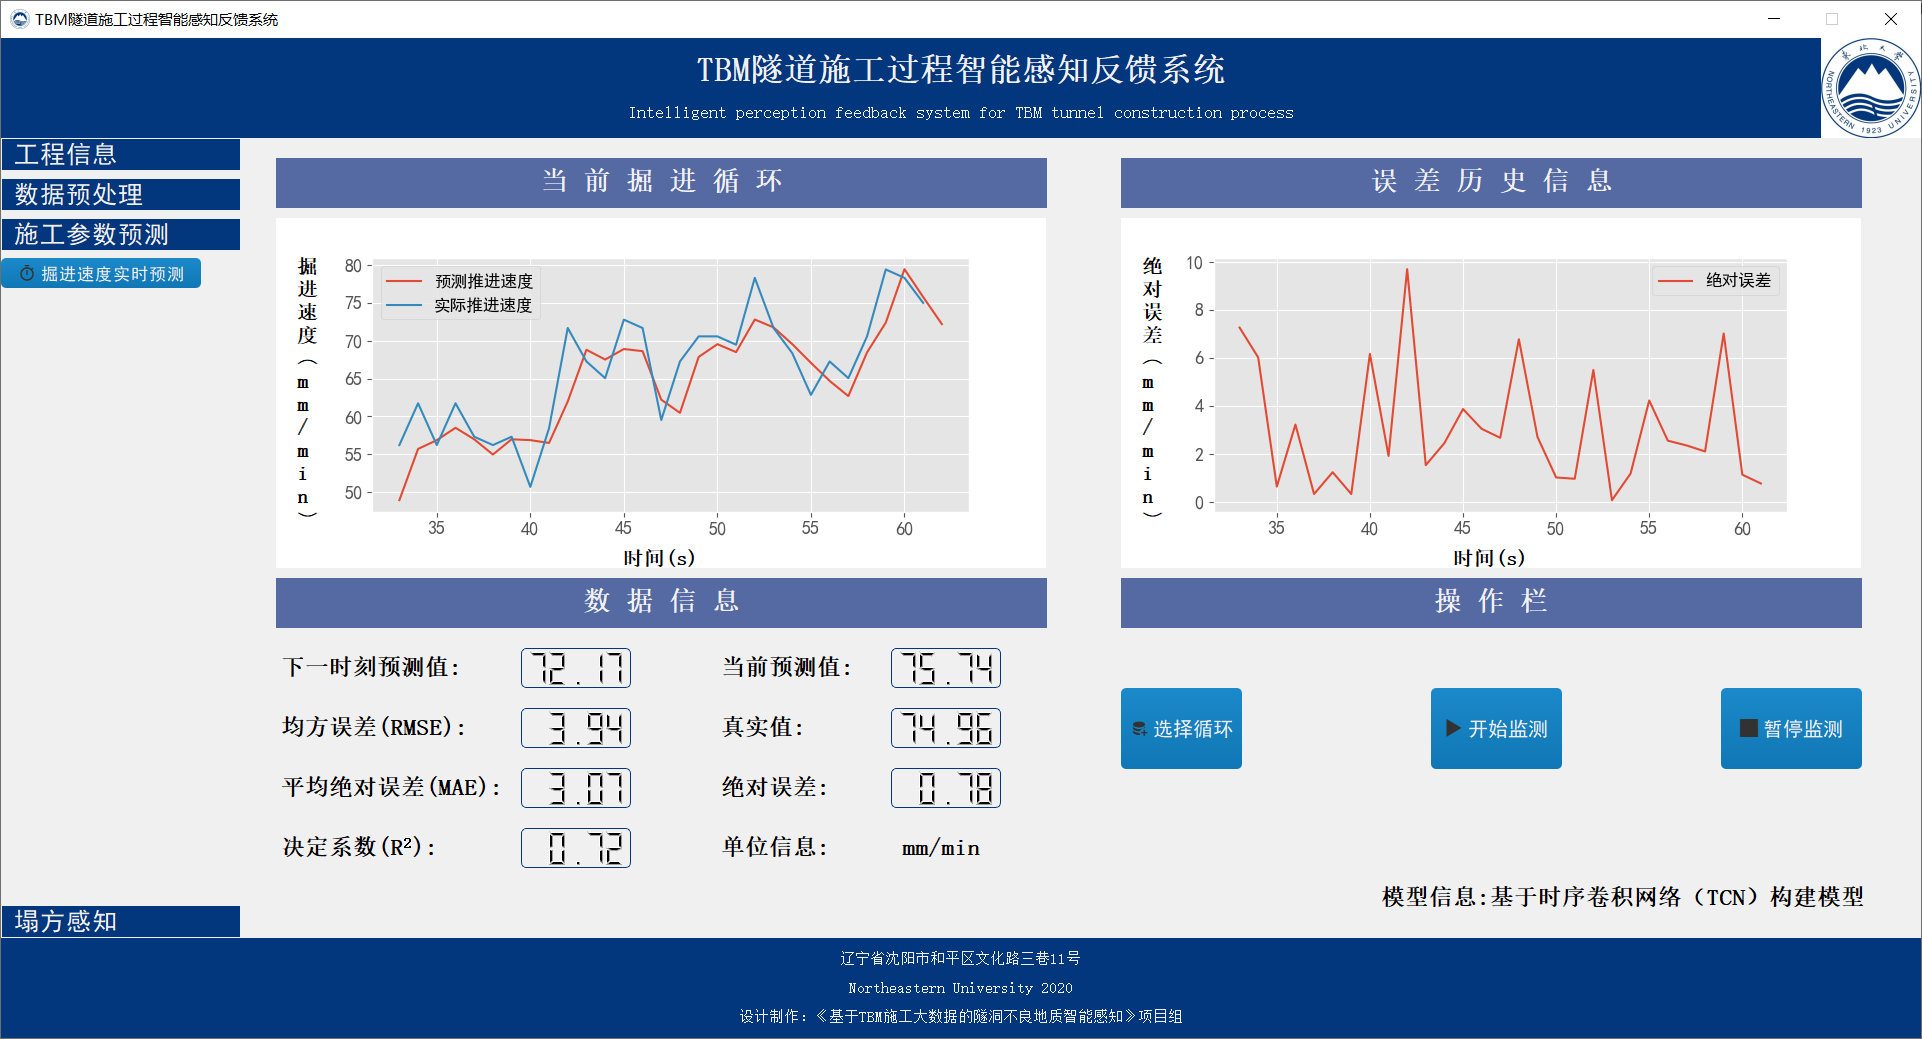 TBM隧道施工过程智能感知反馈系统
TBM隧道施工过程智能感知反馈系统
Intelligent perception feedback system for TBM tunnel construction process
东北大学
NORTHEASTERN 1923 UNIVERSITY
工程信息
数据预处理
施工参数预测
掘进速度实时预测
塌方感知
当前掘进循环
掘进速度(mm/min)
80
75
70
65
60
55
50
预测推进速度
实际推进速度
35 40 45 50 55 60
时间(s)
误差历史信息
绝对误差(mm/min)
10
8
6
4
2
0
绝对误差
35 40 45 50 55 60
时间(s)
数据信息
下一时刻预测值: 72.17 当前预测值: 75.74
均方误差(RMSE): 3.94 真实值: 74.96
平均绝对误差(MAE): 3.07 绝对误差: 0.78
决定系数(R²): 0.72 单位信息: mm/min
操作栏
选择循环 开始监测 暂停监测
模型信息:基于时序卷积网络（TCN）构建模型
辽宁省沈阳市和平区文化路三巷11号
Northeastern University 2020
设计制作:《基于TBM施工大数据的隧洞不良地质智能感知》项目组